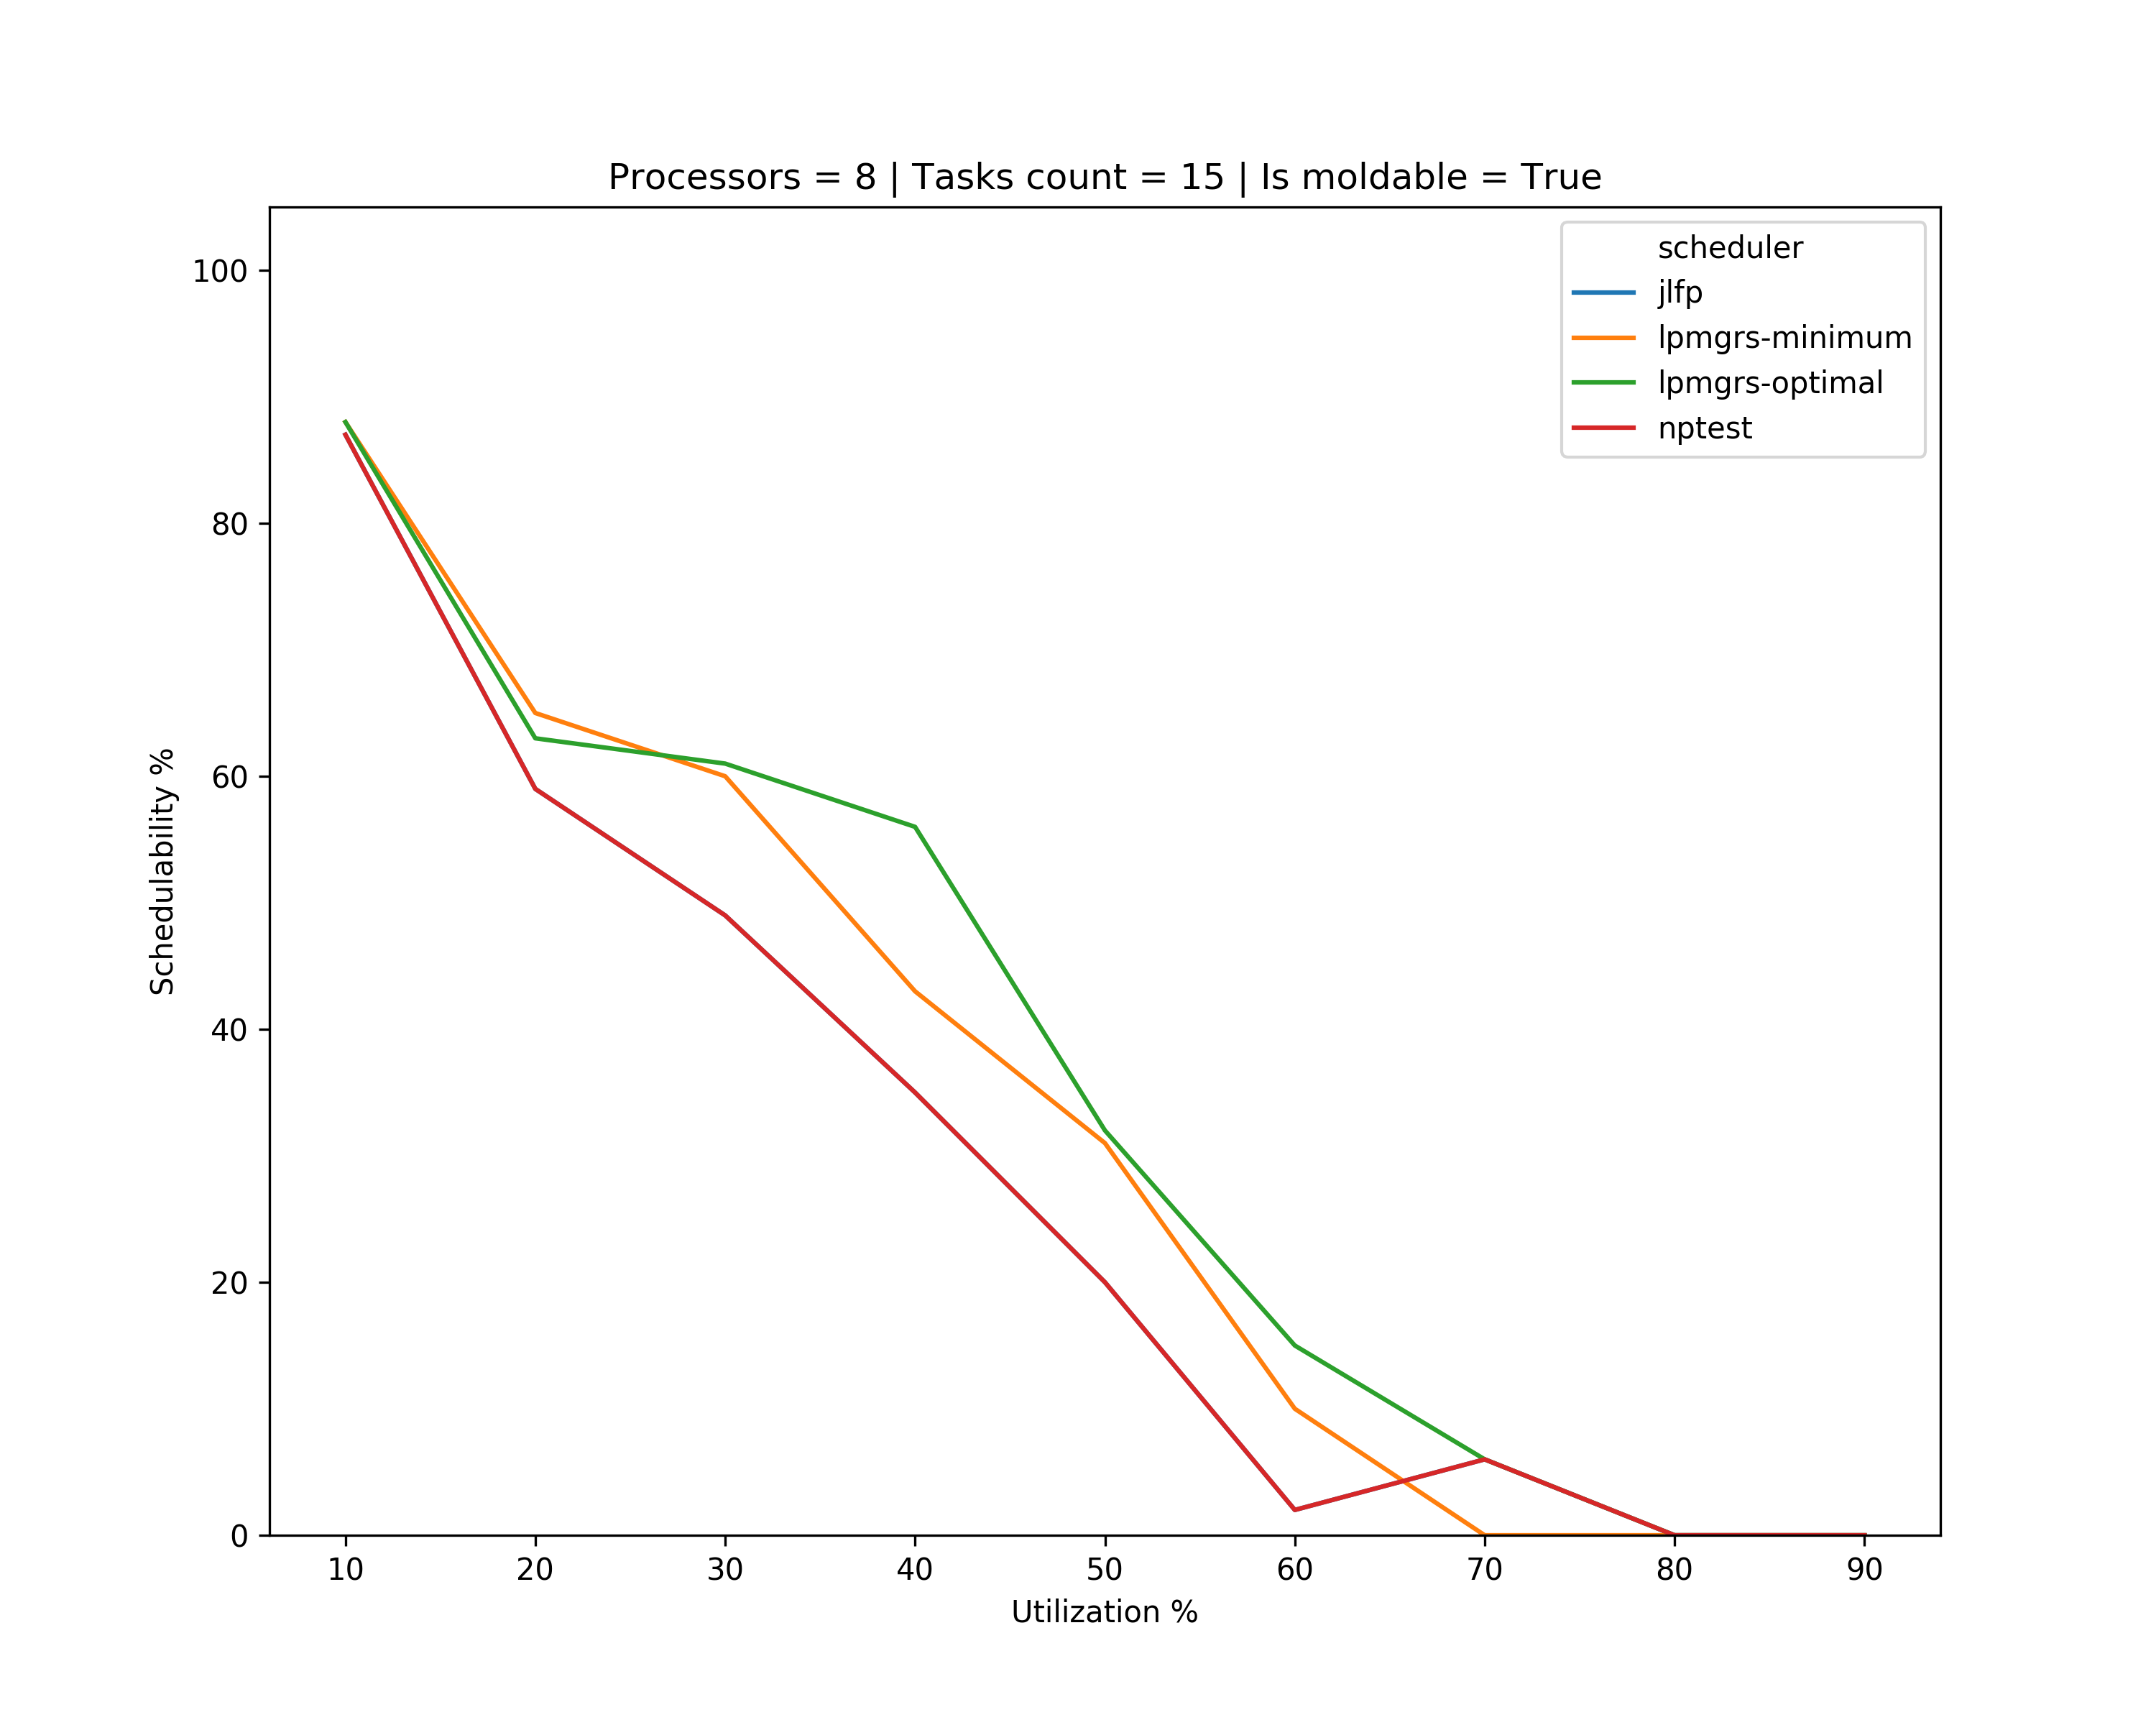 Processors = 8 | Tasks count = 15 | Is moldable = True
scheduler
jlfp
lpmgrs-minimum
lpmgrs-optimal
nptest
Schedulability %
100
80
60
40
20
0
10 20 30 40 50 60 70 80 90
Utilization %